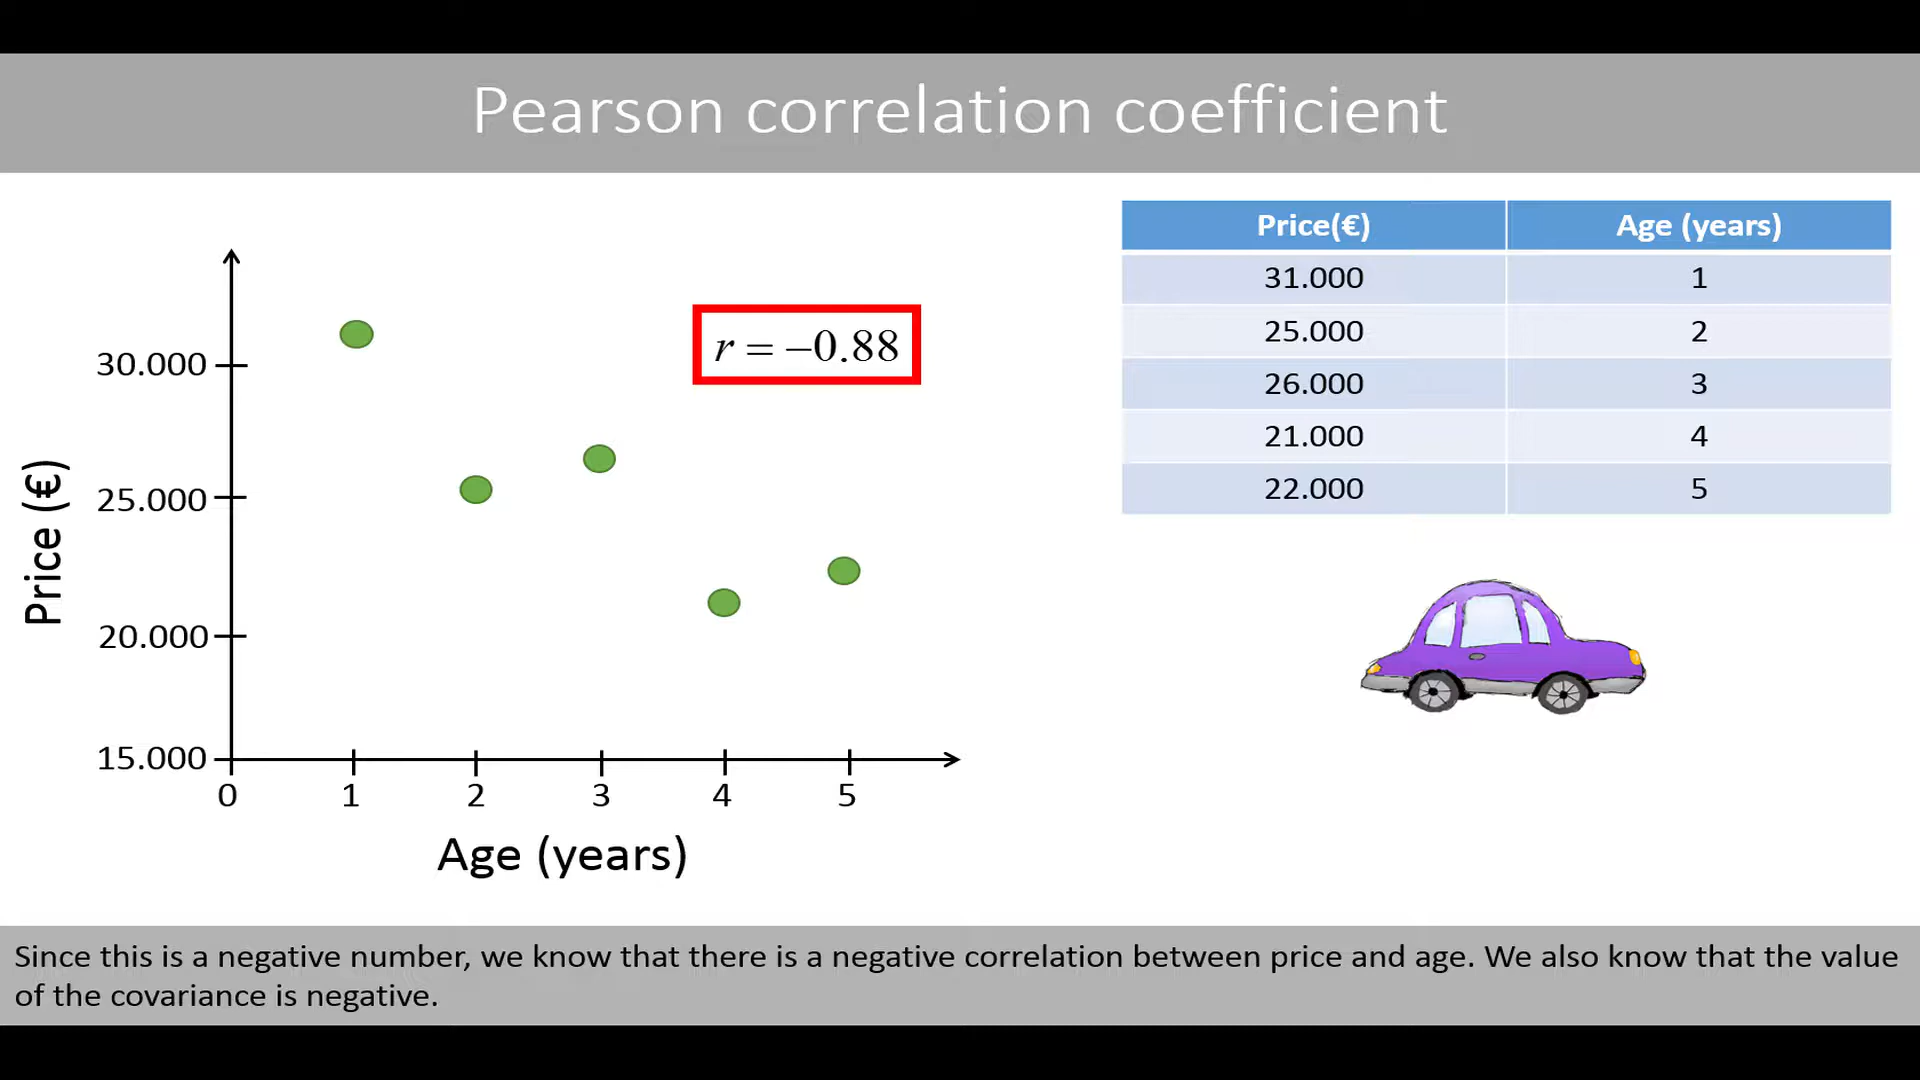 Pearson correlation coefficient
Price(€) Age (years)
31.000 1
25.000 2
26.000 3
21.000 4
22.000 5
r = −0.88
Price (€)
30.000
25.000
20.000
15.000
0 1 2 3 4 5
Age (years)
Since this is a negative number, we know that there is a negative correlation between price and age. We also know that the value
of the covariance is negative.